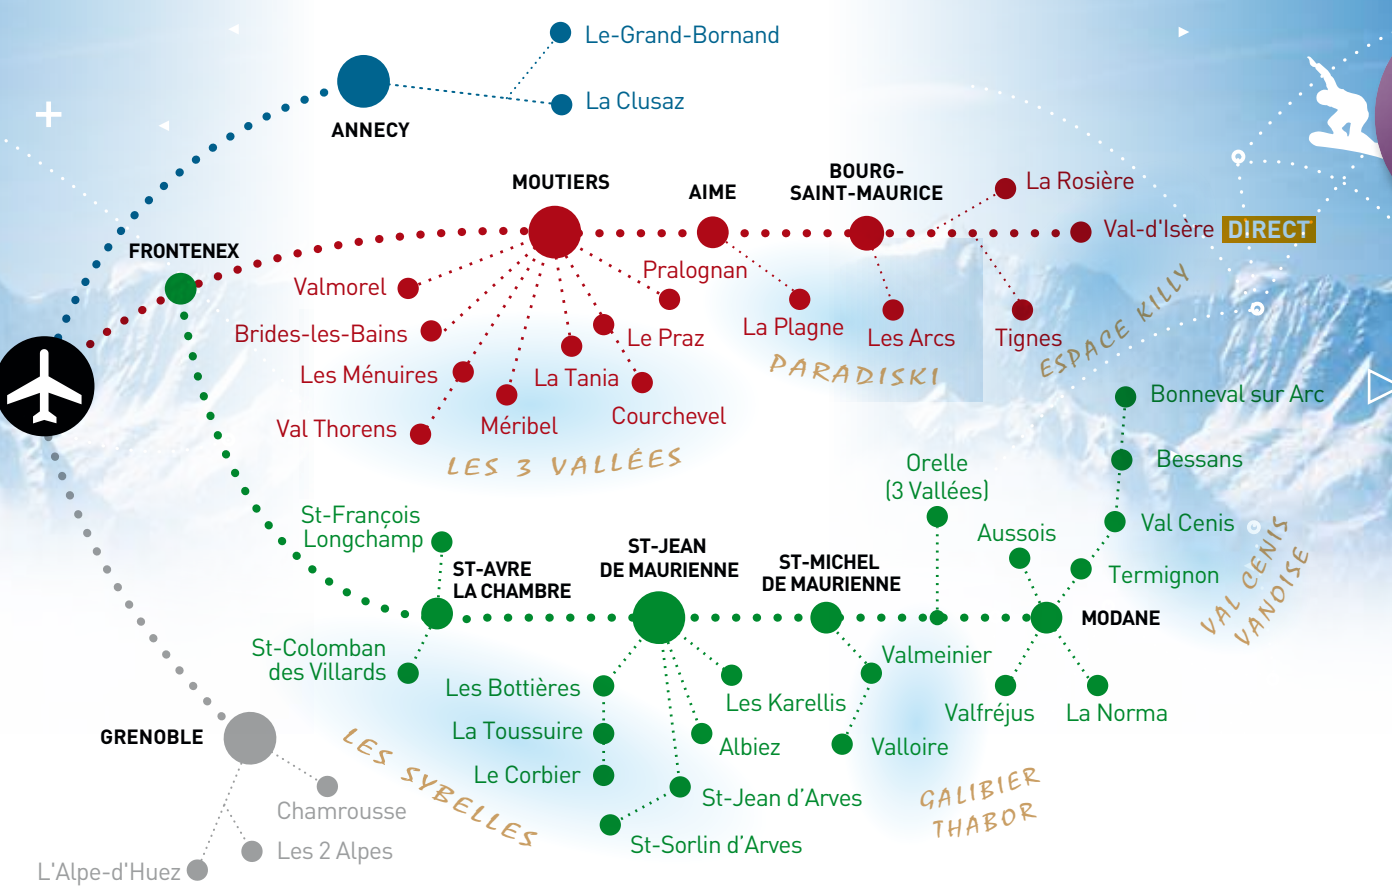 Le-Grand-Bornand
La Clusaz
ANNECY
MOUTIERS
AIME
BOURG-
SAINT-MAURICE
La Rosière
Val-d'Isère DIRECT
FRONTENEX
Valmorel
Pralognan
Brides-les-Bains
Le Praz
La Plagne
Les Arcs
Tignes
ESPACE KILLY
Les Ménuires
La Tania
PARADISKI
Val Thorens
Méribel
Courchevel
LES 3 VALLÉES
Bonneval sur Arc
Bessans
Orelle
(3 Vallées)
Val Cenis
Aussois
Termignon
VAL CENIS
VANOISE
St-François
Longchamp
ST-AVRE
LA CHAMBRE
ST-JEAN
DE MAURIENNE
ST-MICHEL
DE MAURIENNE
MODANE
St-Colomban
des Villards
Les Bottières
Les Karellis
Valmeinier
Valfréjus
La Norma
La Toussuire
Albiez
Valloire
Le Corbier
St-Jean d’Arves
St-Sorlin d’Arves
LES SYBELLES
GALIBIER
THABOR
GRENOBLE
Chamrousse
Les 2 Alpes
L'Alpe-d'Huez